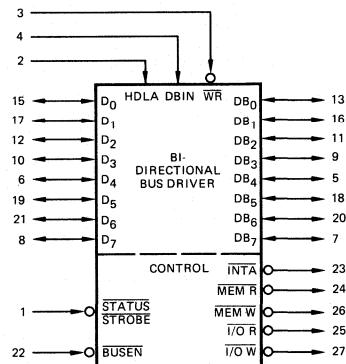 3
4
2
HDLA DBIN WR
15 D0 DB0 13
17 D1 DB1 16
12 D2 BI- DB2 11
10 D3 DIRECTIONAL DB3 9
6 D4 BUS DRIVER DB4 5
19 D5 DB5 18
21 D6 DB6 20
8 D7 DB7 7
CONTROL INTA 23
MEM R 24
1 STATUS MEM W 26
STROBE I/O R 25
22 BUSEN I/O W 27